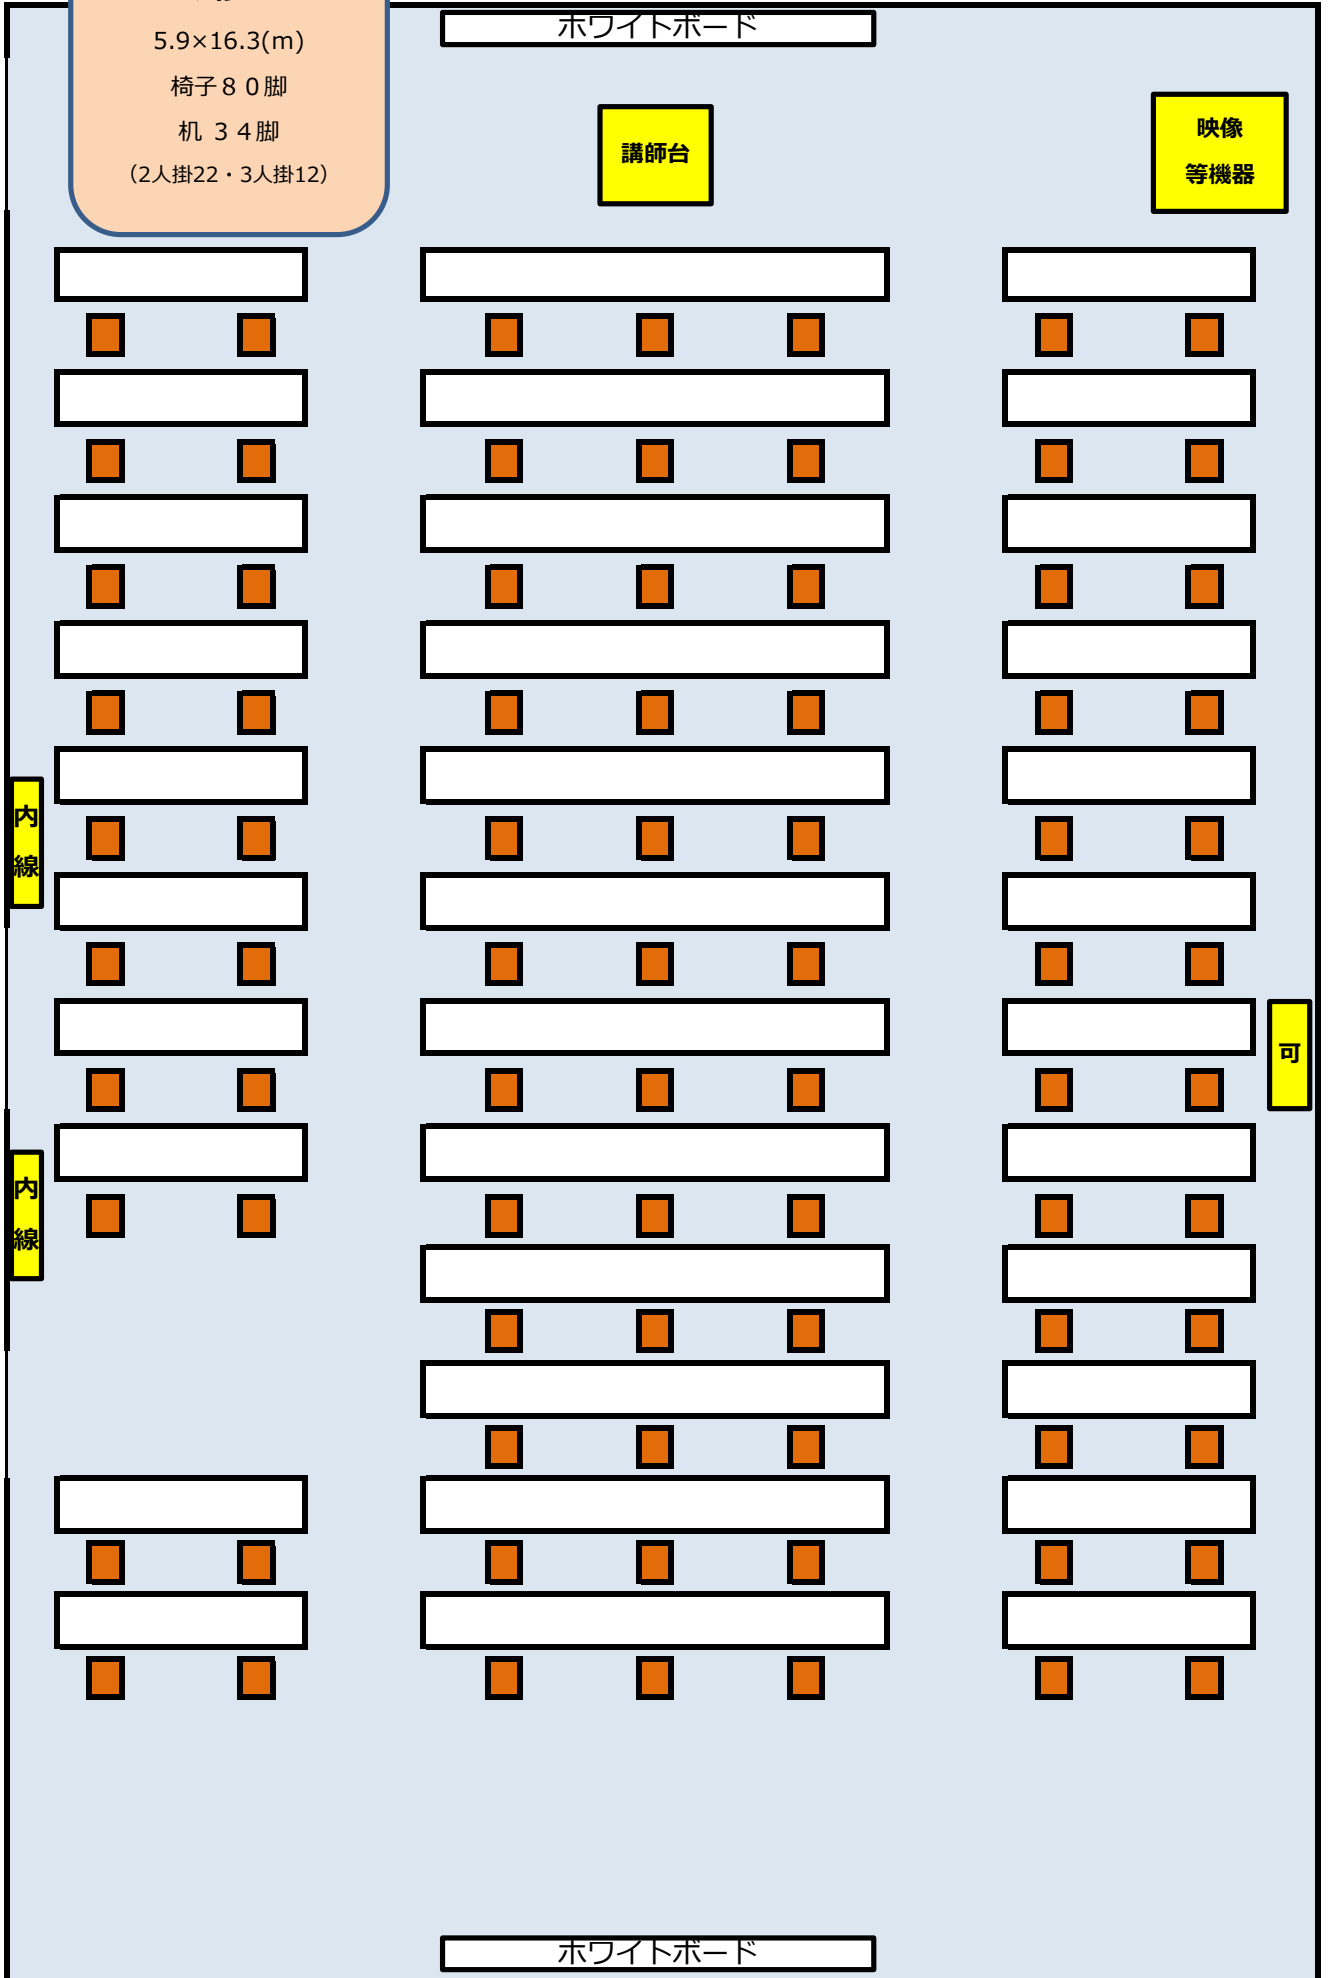 ホワイトボード
5.9×16.3(m)
椅子８０脚
机 ３４脚
（2人掛22・3人掛12）
講師台
映像
等機器
内
線
可
内
線
ホワイトボード